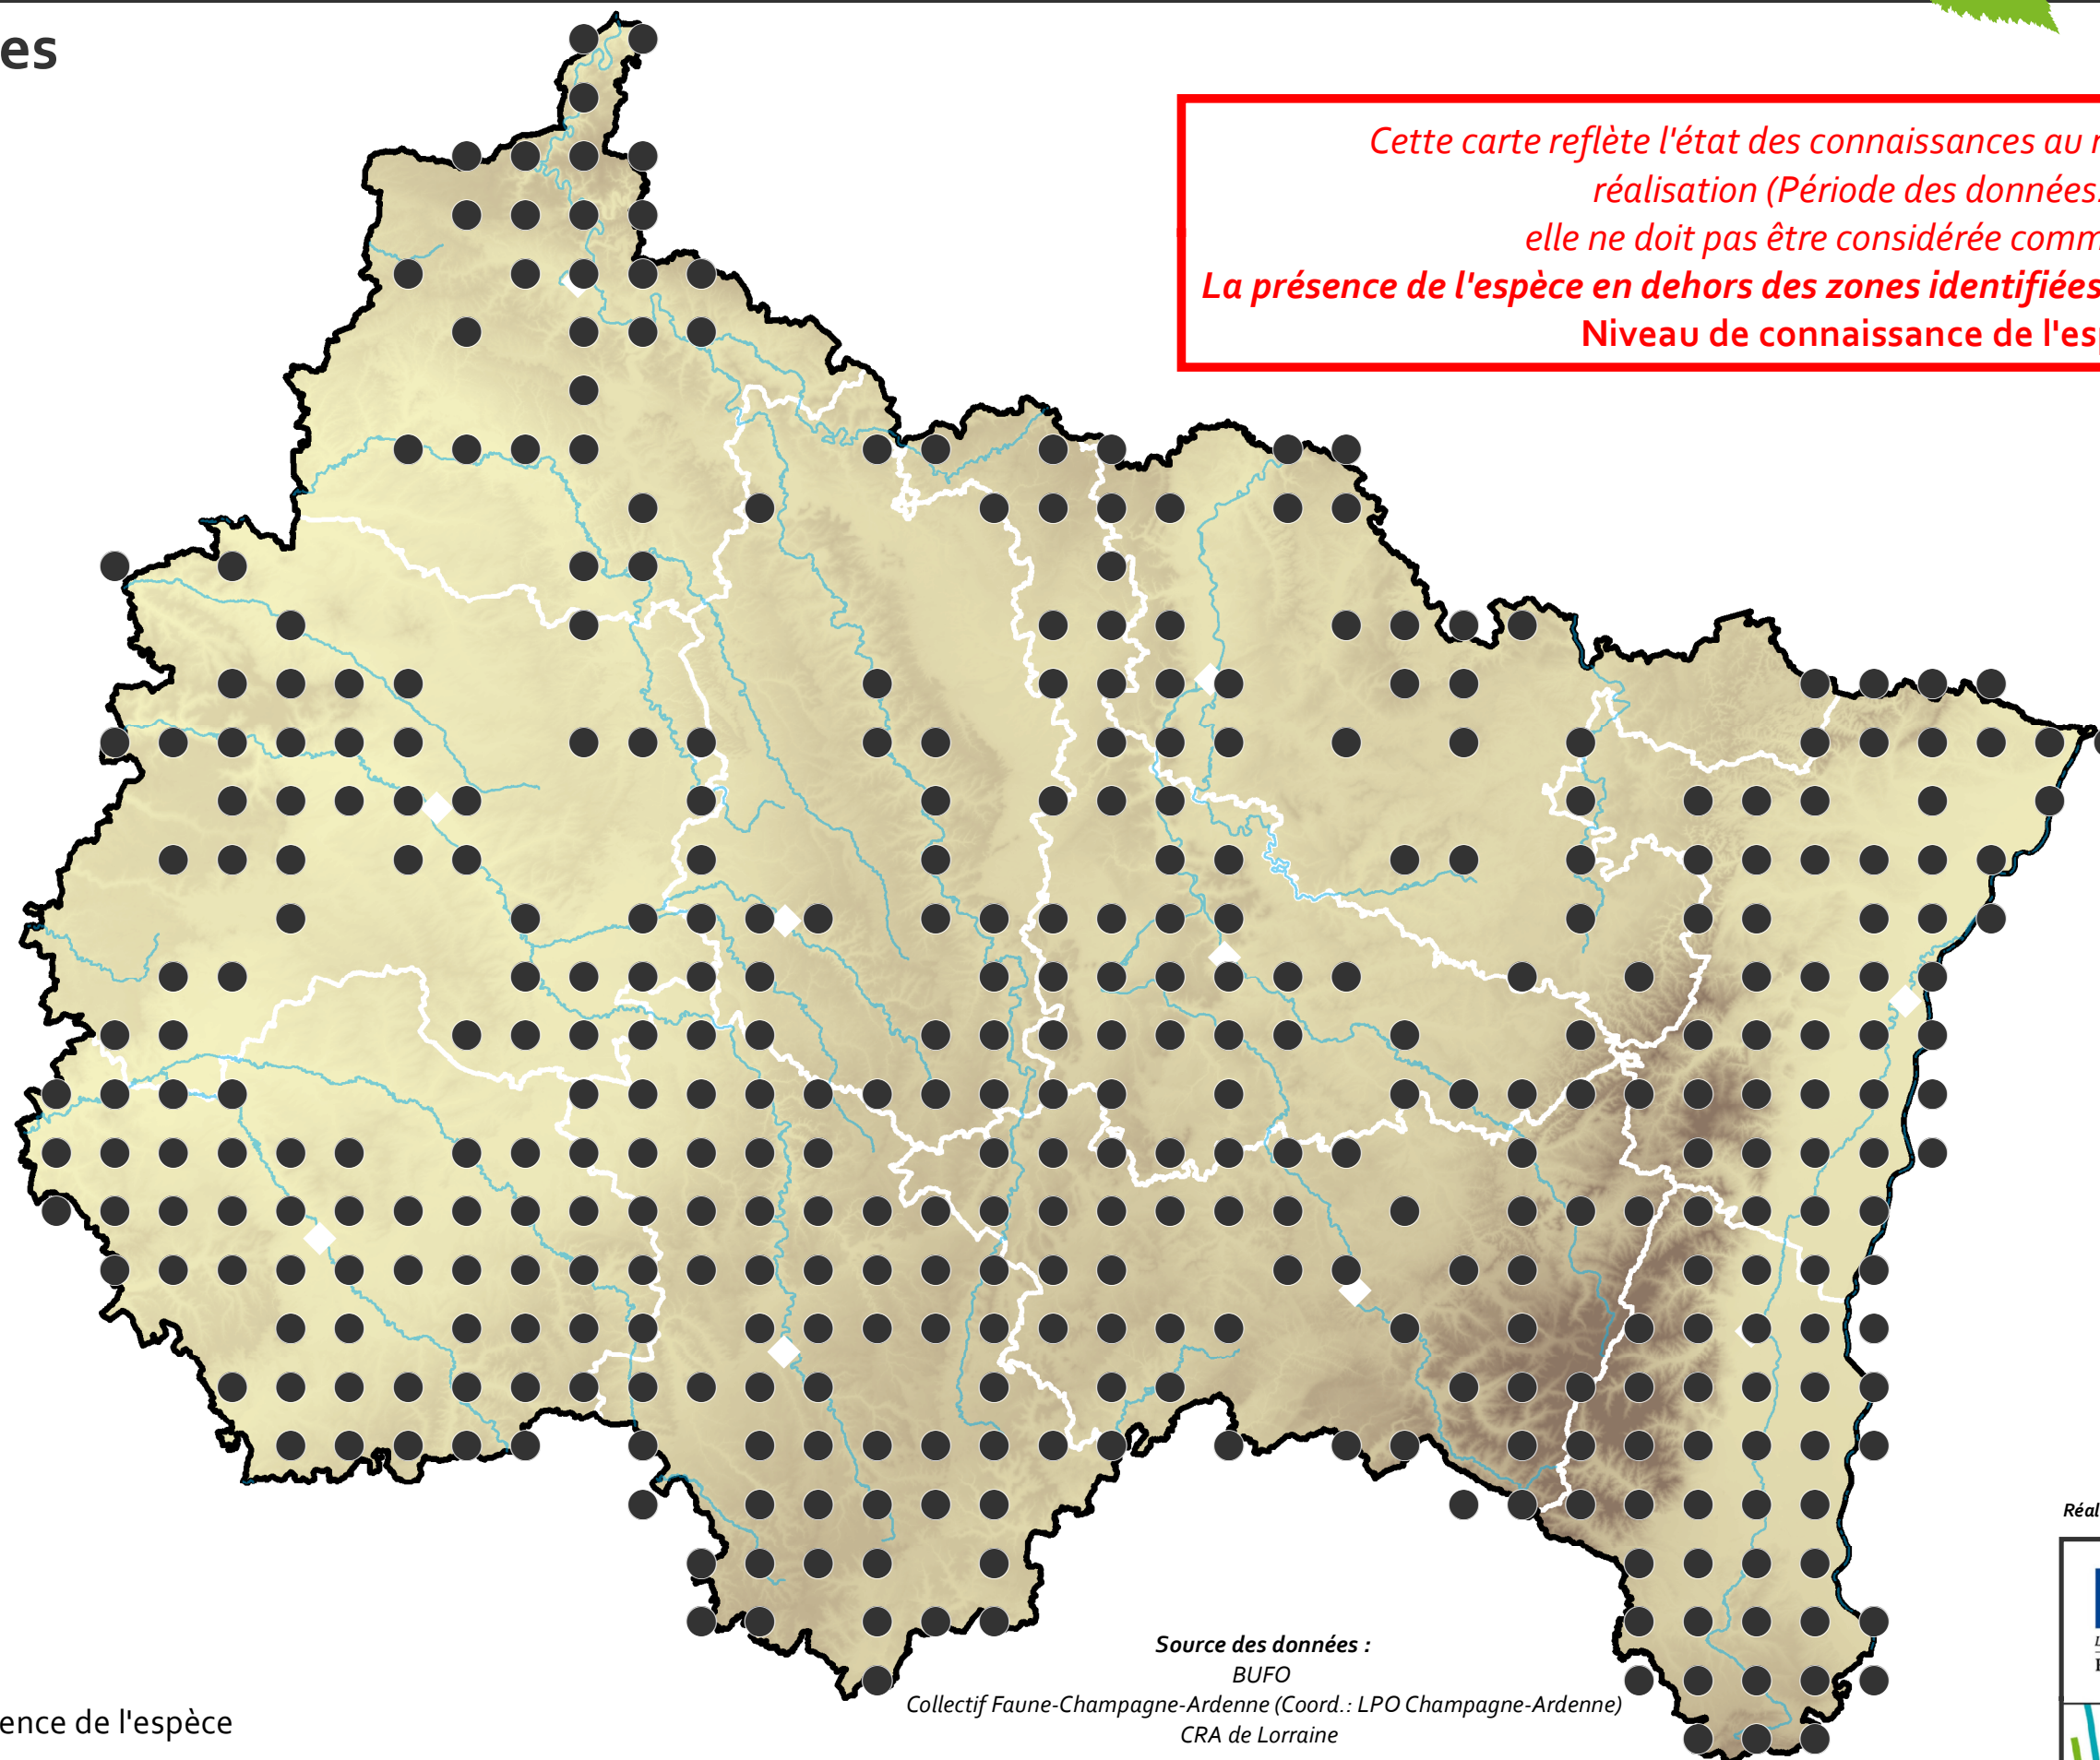 es
Cette carte reflète l'état des connaissances au
réalisation (Période des données
elle ne doit pas être considérée comm
La présence de l'espèce en dehors des zones identifiées
Niveau de connaissance de l'esp
Réal
Source des données :
BUFO
Collectif Faune-Champagne-Ardenne (Coord.: LPO Champagne-Ardenne)
CRA de Lorraine
ence de l'espèce